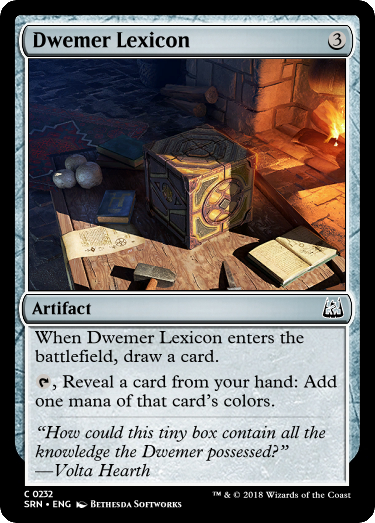 Dwemer Lexicon 3
Artifact
When Dwemer Lexicon enters the
battlefield, draw a card.
, Reveal a card from your hand: Add
one mana of that card's colors.
“How could this tiny box contain all the
knowledge the Dwemer possessed?”
—Volta Hearth
C 0232
SRN • ENG Bethesda Softworks
™ & © 2018 Wizards of the Coast